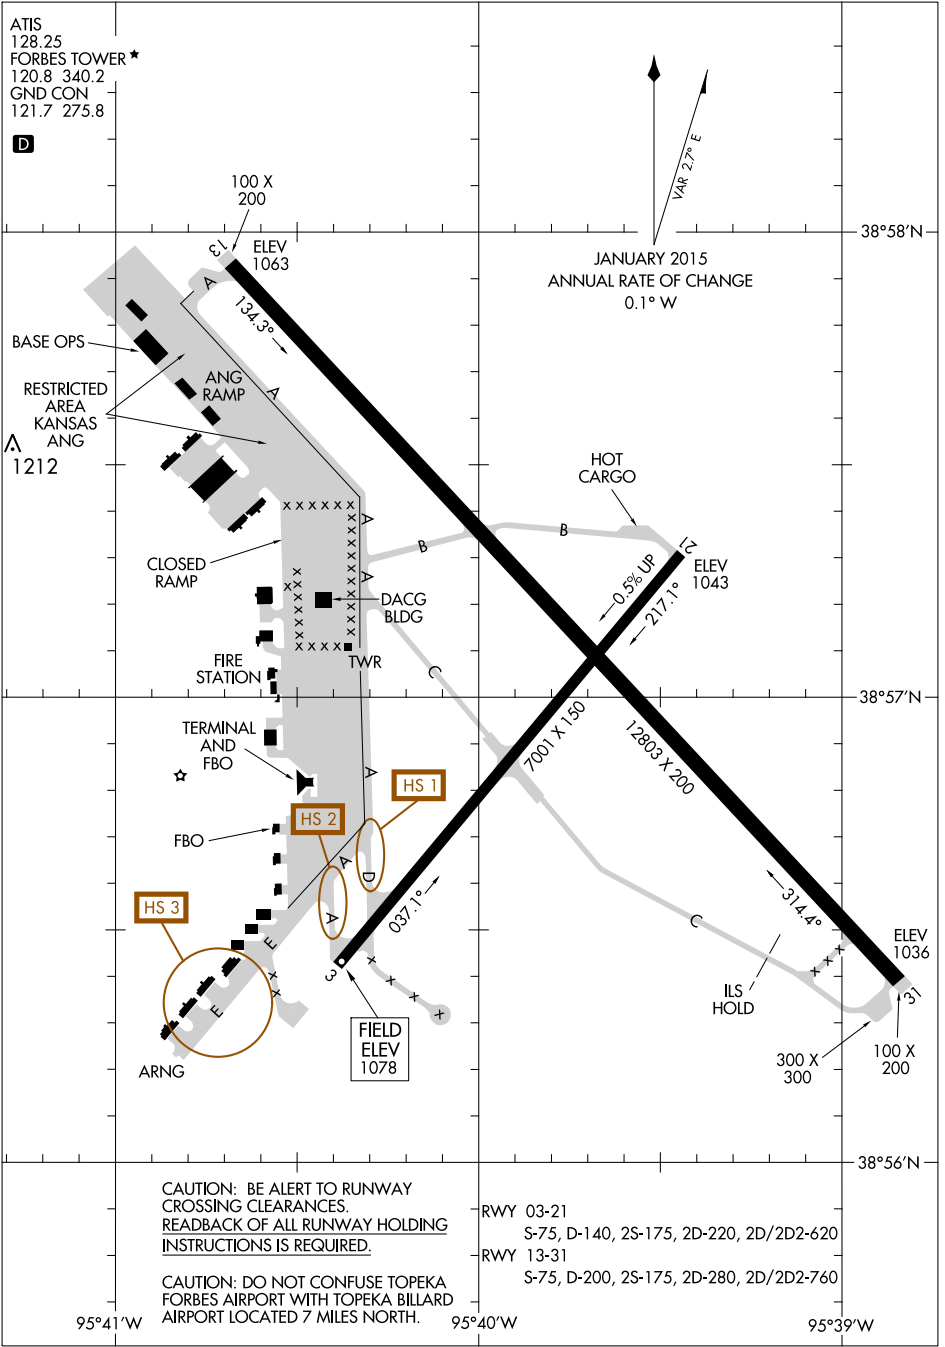 ATIS
128.25
FORBES TOWER
120.8 340.2
GND CON
121.7 275.8
D
100 X
200
VAR 2.7° E
38°58'N
JANUARY 2015
ANNUAL RATE OF CHANGE
0.1° W
13
ELEV
1063
A
134.3°
BASE OPS
RESTRICTED
AREA
KANSAS
ANG
ANG
RAMP
A
1212
HOT
CARGO
A
B
B
21
ELEV
1043
CLOSED
RAMP
A
0.5% UP
217.1°
DACG
BLDG
x x x x x x
x x x x x x x x x
x x
x x x x x x
x x x x
TWR
FIRE
STATION
C
38°57'N
TERMINAL
AND
FBO
7001 X 150
12803 X 200
A
HS 1
HS 2
FBO
A
D
HS 3
A
037.1°
314.4°
C
E
ELEV
1036
x x x
31
3
x x
x x x x
E
ILS
HOLD
FIELD
ELEV
1078
300 X
300
100 X
200
ARNG
38°56'N
CAUTION: BE ALERT TO RUNWAY
CROSSING CLEARANCES.
READBACK OF ALL RUNWAY HOLDING
INSTRUCTIONS IS REQUIRED.
CAUTION: DO NOT CONFUSE TOPEKA
FORBES AIRPORT WITH TOPEKA BILLARD
AIRPORT LOCATED 7 MILES NORTH.
RWY 03-21
S-75, D-140, 2S-175, 2D-220, 2D/2D2-620
RWY 13-31
S-75, D-200, 2S-175, 2D-280, 2D/2D2-760
95°41'W
95°40'W
95°39'W